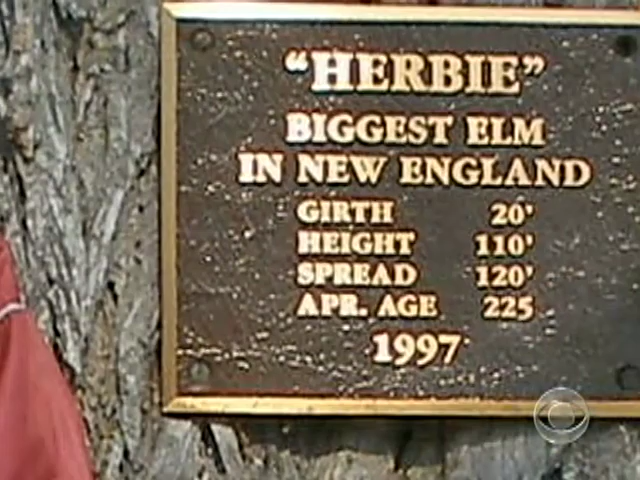 "HERBIE"
BIGGEST ELM
IN NEW ENGLAND
GIRTH 20'
HEIGHT 110'
SPREAD 120'
APR. AGE 225
1997